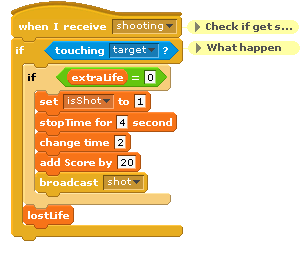 when I receive shooting Check if get s...
if touching target ? What happen
if extraLife = 0
set isShot to 1
stopTime for 4 second
change time 2
add Score by 20
broadcast shot
lostLife